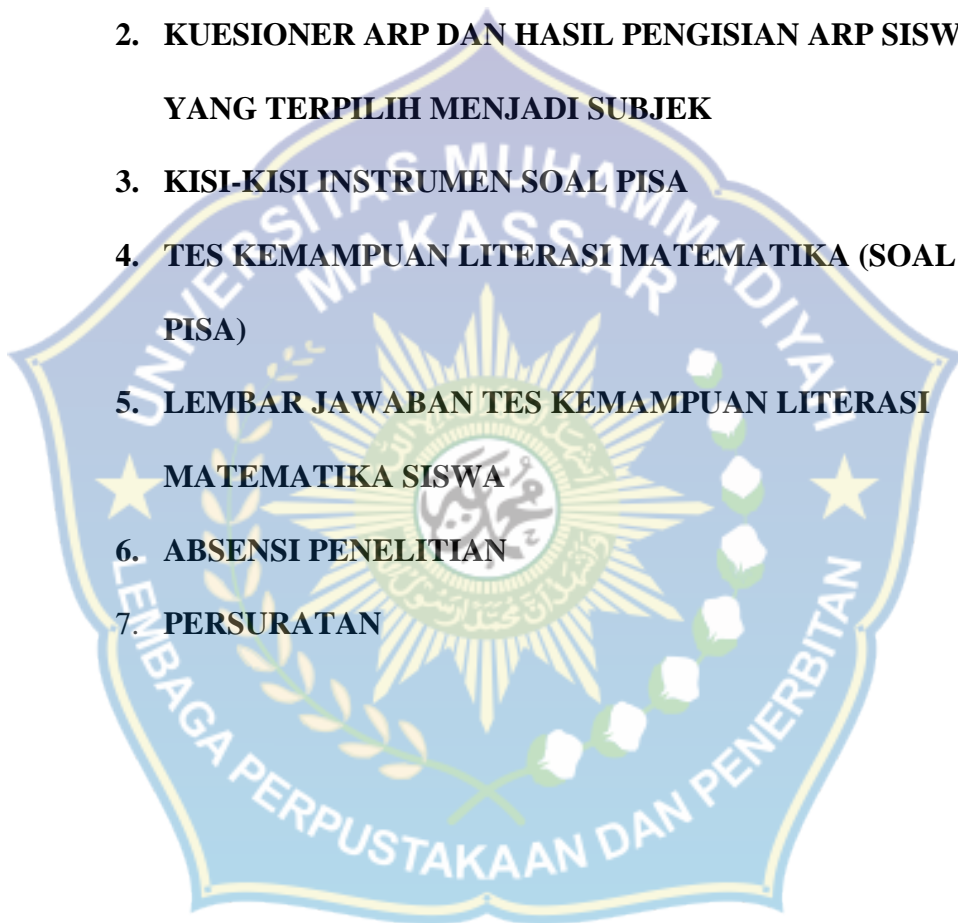 2. KUESIONER ARP DAN HASIL PENGISIAN ARP SISW
YANG TERPILIH MENJADI SUBJEK
3. KISI-KISI INSTRUMEN SOAL PISA
4. TES KEMAMPUAN LITERASI MATEMATIKA (SOAL
PISA)
5. LEMBAR JAWABAN TES KEMAMPUAN LITERASI
MATEMATIKA SISWA
6. ABSENSI PENELITIAN
7. PERSURATAN
UNIVERSITAS MUHAMMADIYAH
MAKASSAR
LEMBAGA PERPUSTAKAAN DAN PENERBITAN